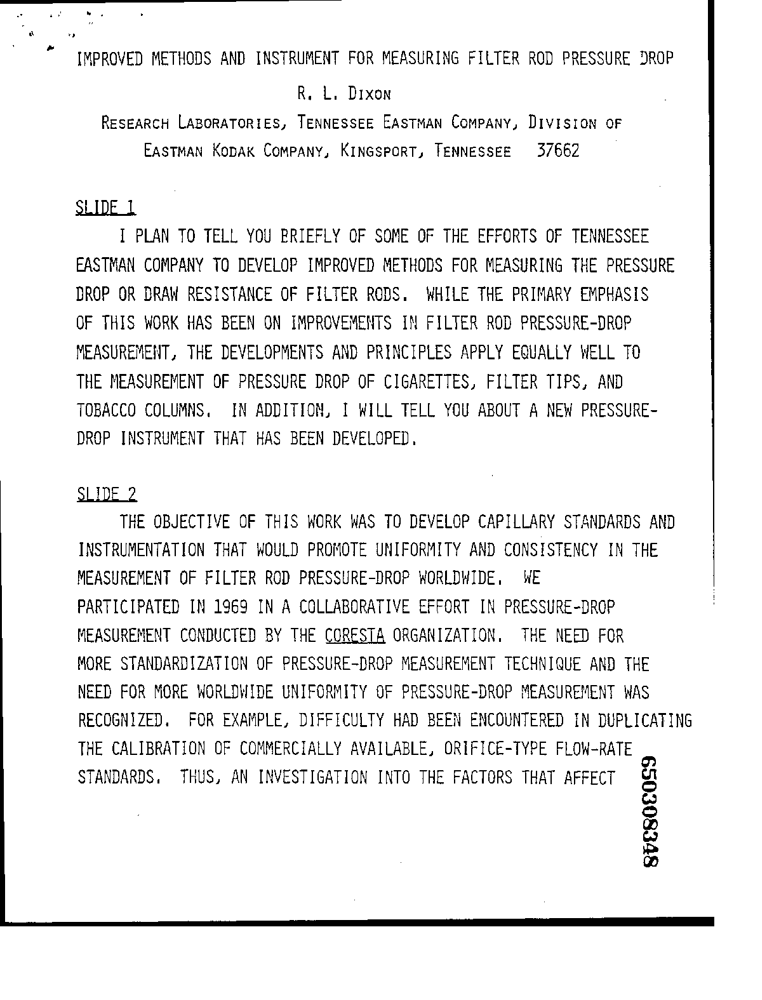 IMPROVED METHODS AND INSTRUMENT FOR MEASURING FILTER ROD PRESSURE DROP
R. L. DIXON
RESEARCH LABORATORIES, TENNESSEE EASTMAN COMPANY, DIVISION OF
EASTMAN KODAK COMPANY, KINGSPORT, TENNESSEE 37662
SLIDE 1
I PLAN TO TELL YOU BRIEFLY OF SOME OF THE EFFORTS OF TENNESSEE
EASTMAN COMPANY TO DEVELOP IMPROVED METHODS FOR MEASURING THE PRESSURE
DROP OR DRAW RESISTANCE OF FILTER RODS. WHILE THE PRIMARY EMPHASIS
OF THIS WORK HAS BEEN ON IMPROVEMENTS IN FILTER ROD PRESSURE-DROP
MEASUREMENT, THE DEVELOPMENTS AND PRINCIPLES APPLY EQUALLY WELL TO
THE MEASUREMENT OF PRESSURE DROP OF CIGARETTES, FILTER TIPS, AND
TOBACCO COLUMNS. IN ADDITION, I WILL TELL YOU ABOUT A NEW PRESSURE-
DROP INSTRUMENT THAT HAS BEEN DEVELOPED.
SLIDE 2
THE OBJECTIVE OF THIS WORK WAS TO DEVELOP CAPILLARY STANDARDS AND
INSTRUMENTATION THAT WOULD PROMOTE UNIFORMITY AND CONSISTENCY IN THE
MEASUREMENT OF FILTER ROD PRESSURE-DROP WORLDWIDE. WE
PARTICIPATED IN 1969 IN A COLLABORATIVE EFFORT IN PRESSURE-DROP
MEASUREMENT CONDUCTED BY THE CORESTA ORGANIZATION. THE NEED FOR
MORE STANDARDIZATION OF PRESSURE-DROP MEASUREMENT TECHNIQUE AND THE
NEED FOR MORE WORLDWIDE UNIFORMITY OF PRESSURE-DROP MEASUREMENT WAS
RECOGNIZED. FOR EXAMPLE, DIFFICULTY HAD BEEN ENCOUNTERED IN DUPLICATING
THE CALIBRATION OF COMMERCIALLY AVAILABLE, ORIFICE-TYPE FLOW-RATE
STANDARDS. THUS, AN INVESTIGATION INTO THE FACTORS THAT AFFECT
650308348